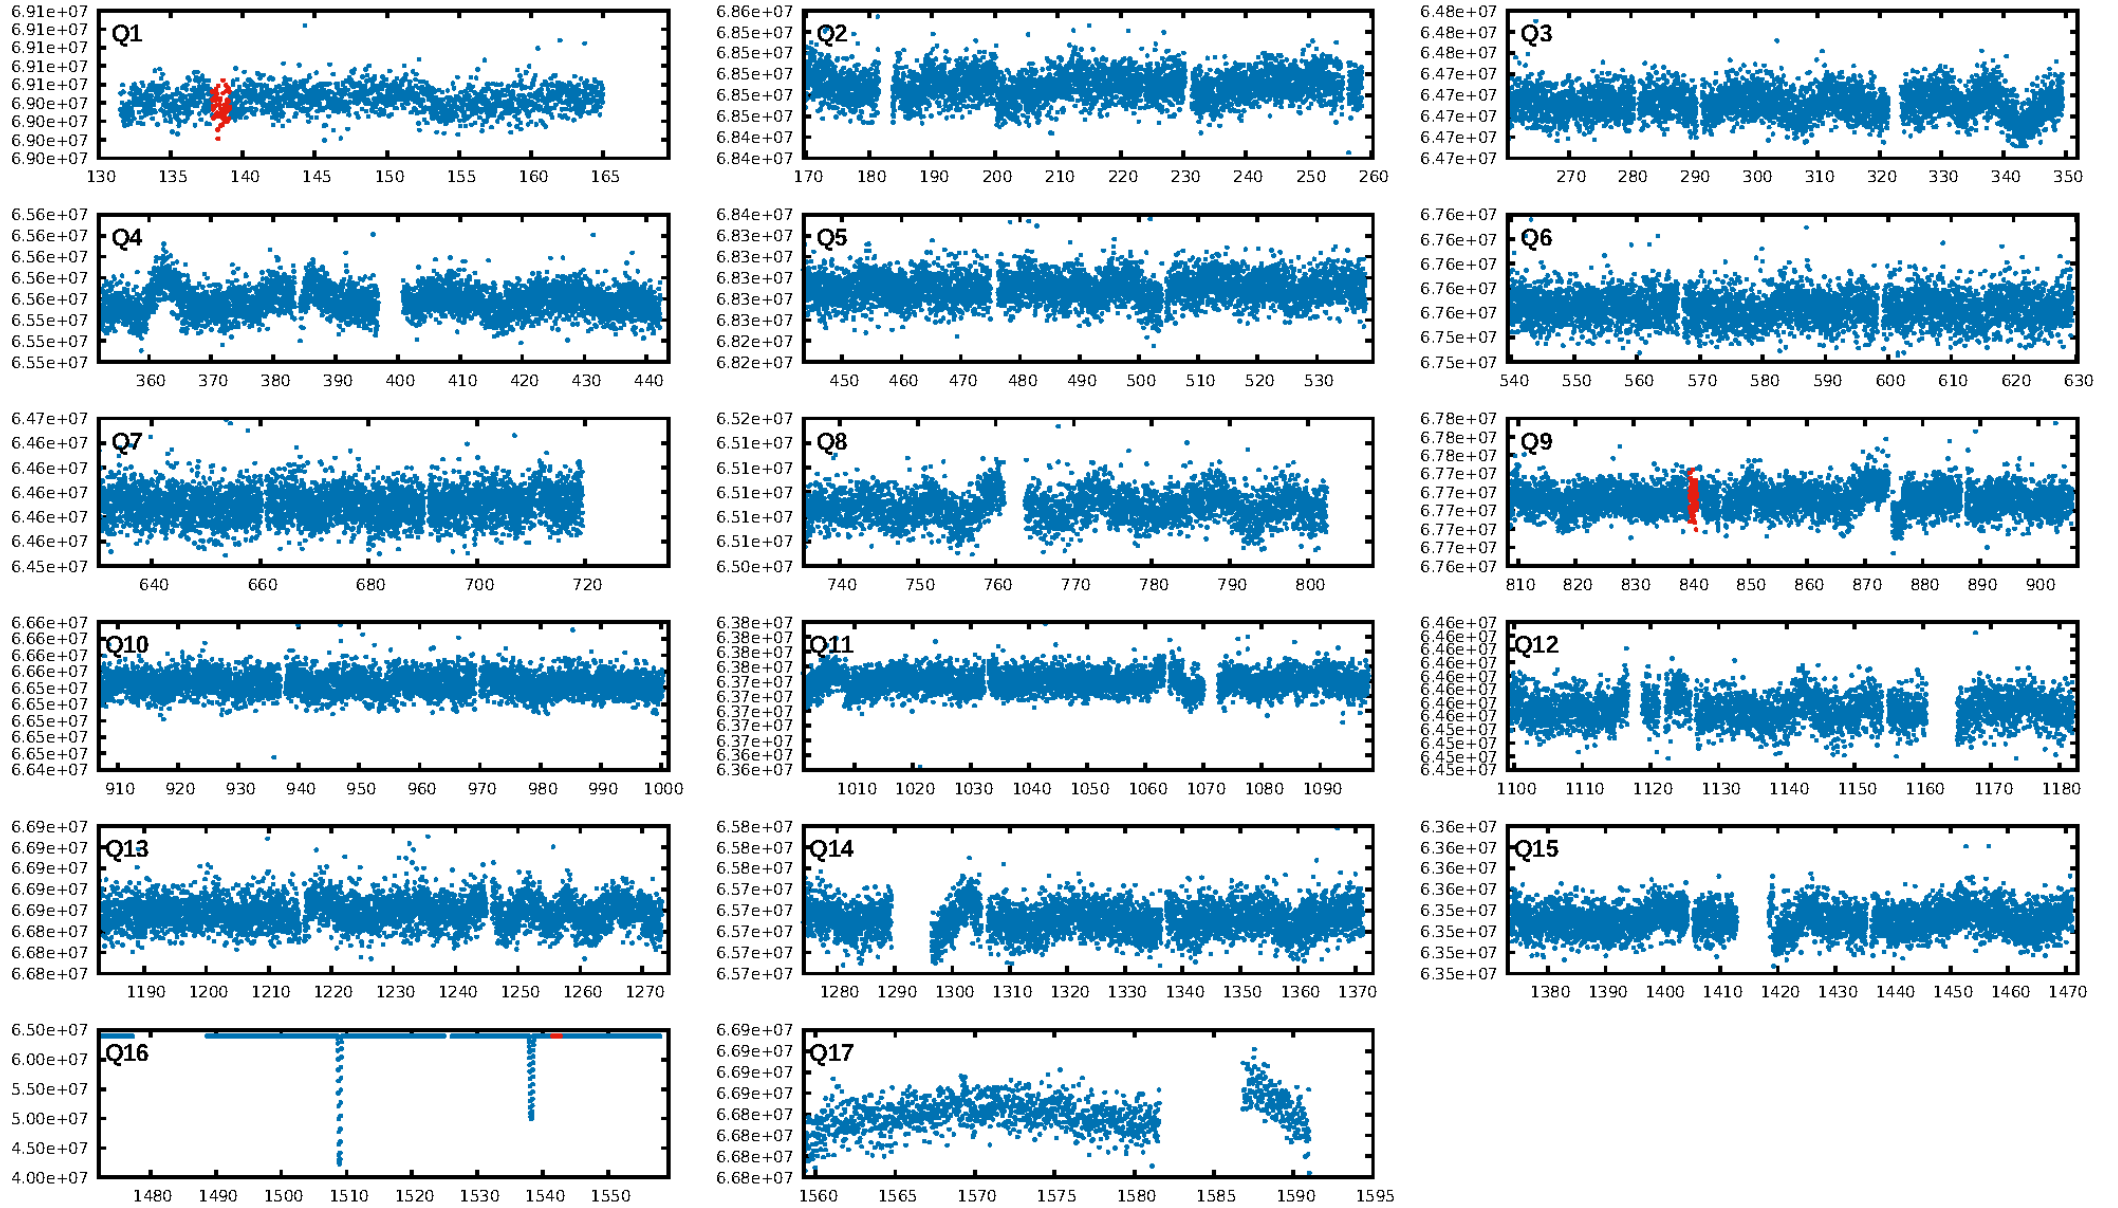 6.91e+07
6.91e+07
6.91e+07
6.91e+07
6.91e+07
6.90e+07
6.90e+07
6.90e+07
6.90e+07
Q1
130 135 140 145 150 155 160 165
6.86e+07
6.85e+07
6.85e+07
6.85e+07
6.85e+07
6.85e+07
6.84e+07
6.84e+07
Q2
170 180 190 200 210 220 230 240 250 260
6.48e+07
6.48e+07
6.48e+07
6.47e+07
6.47e+07
6.47e+07
6.47e+07
6.47e+07
Q3
270 280 290 300 310 320 330 340 350
6.56e+07
6.56e+07
6.56e+07
6.56e+07
6.56e+07
6.55e+07
6.55e+07
6.55e+07
Q4
360 370 380 390 400 410 420 430 440
6.84e+07
6.83e+07
6.83e+07
6.83e+07
6.83e+07
6.83e+07
6.82e+07
6.82e+07
Q5
450 460 470 480 490 500 510 520 530
6.76e+07
6.76e+07
6.76e+07
6.76e+07
6.76e+07
6.75e+07
6.75e+07
Q6
540 550 560 570 580 590 600 610 620 630
6.47e+07
6.46e+07
6.46e+07
6.46e+07
6.46e+07
6.46e+07
6.45e+07
Q7
640 660 680 700 720
6.52e+07
6.51e+07
6.51e+07
6.51e+07
6.51e+07
6.51e+07
6.50e+07
Q8
740 750 760 770 780 790 800
6.78e+07
6.78e+07
6.78e+07
6.77e+07
6.77e+07
6.77e+07
6.77e+07
6.77e+07
6.76e+07
Q9
810 820 830 840 850 860 870 880 890 900
6.66e+07
6.66e+07
6.66e+07
6.66e+07
6.65e+07
6.65e+07
6.65e+07
6.65e+07
6.65e+07
6.64e+07
Q10
910 920 930 940 950 960 970 980 990 1000
6.38e+07
6.38e+07
6.38e+07
6.38e+07
6.37e+07
6.37e+07
6.37e+07
6.37e+07
6.37e+07
6.36e+07
6.36e+07
Q11
1010 1020 1030 1040 1050 1060 1070 1080 1090
6.46e+07
6.46e+07
6.46e+07
6.46e+07
6.46e+07
6.46e+07
6.46e+07
6.46e+07
6.45e+07
6.45e+07
6.45e+07
6.45e+07
Q12
1100 1110 1120 1130 1140 1150 1160 1170 1180
6.69e+07
6.69e+07
6.69e+07
6.69e+07
6.69e+07
6.68e+07
6.68e+07
6.68e+07
Q13
1190 1200 1210 1220 1230 1240 1250 1260 1270
6.58e+07
6.58e+07
6.58e+07
6.57e+07
6.57e+07
6.57e+07
6.57e+07
6.57e+07
Q14
1280 1290 1300 1310 1320 1330 1340 1350 1360 1370
6.36e+07
6.36e+07
6.36e+07
6.36e+07
6.35e+07
6.35e+07
6.35e+07
6.35e+07
Q15
1380 1390 1400 1410 1420 1430 1440 1450 1460 1470
6.50e+07
6.00e+07
5.50e+07
5.00e+07
4.50e+07
4.00e+07
Q16
1480 1490 1500 1510 1520 1530 1540 1550
6.69e+07
6.69e+07
6.69e+07
6.69e+07
6.68e+07
6.68e+07
6.68e+07
6.68e+07
Q17
1560 1565 1570 1575 1580 1585 1590 1595